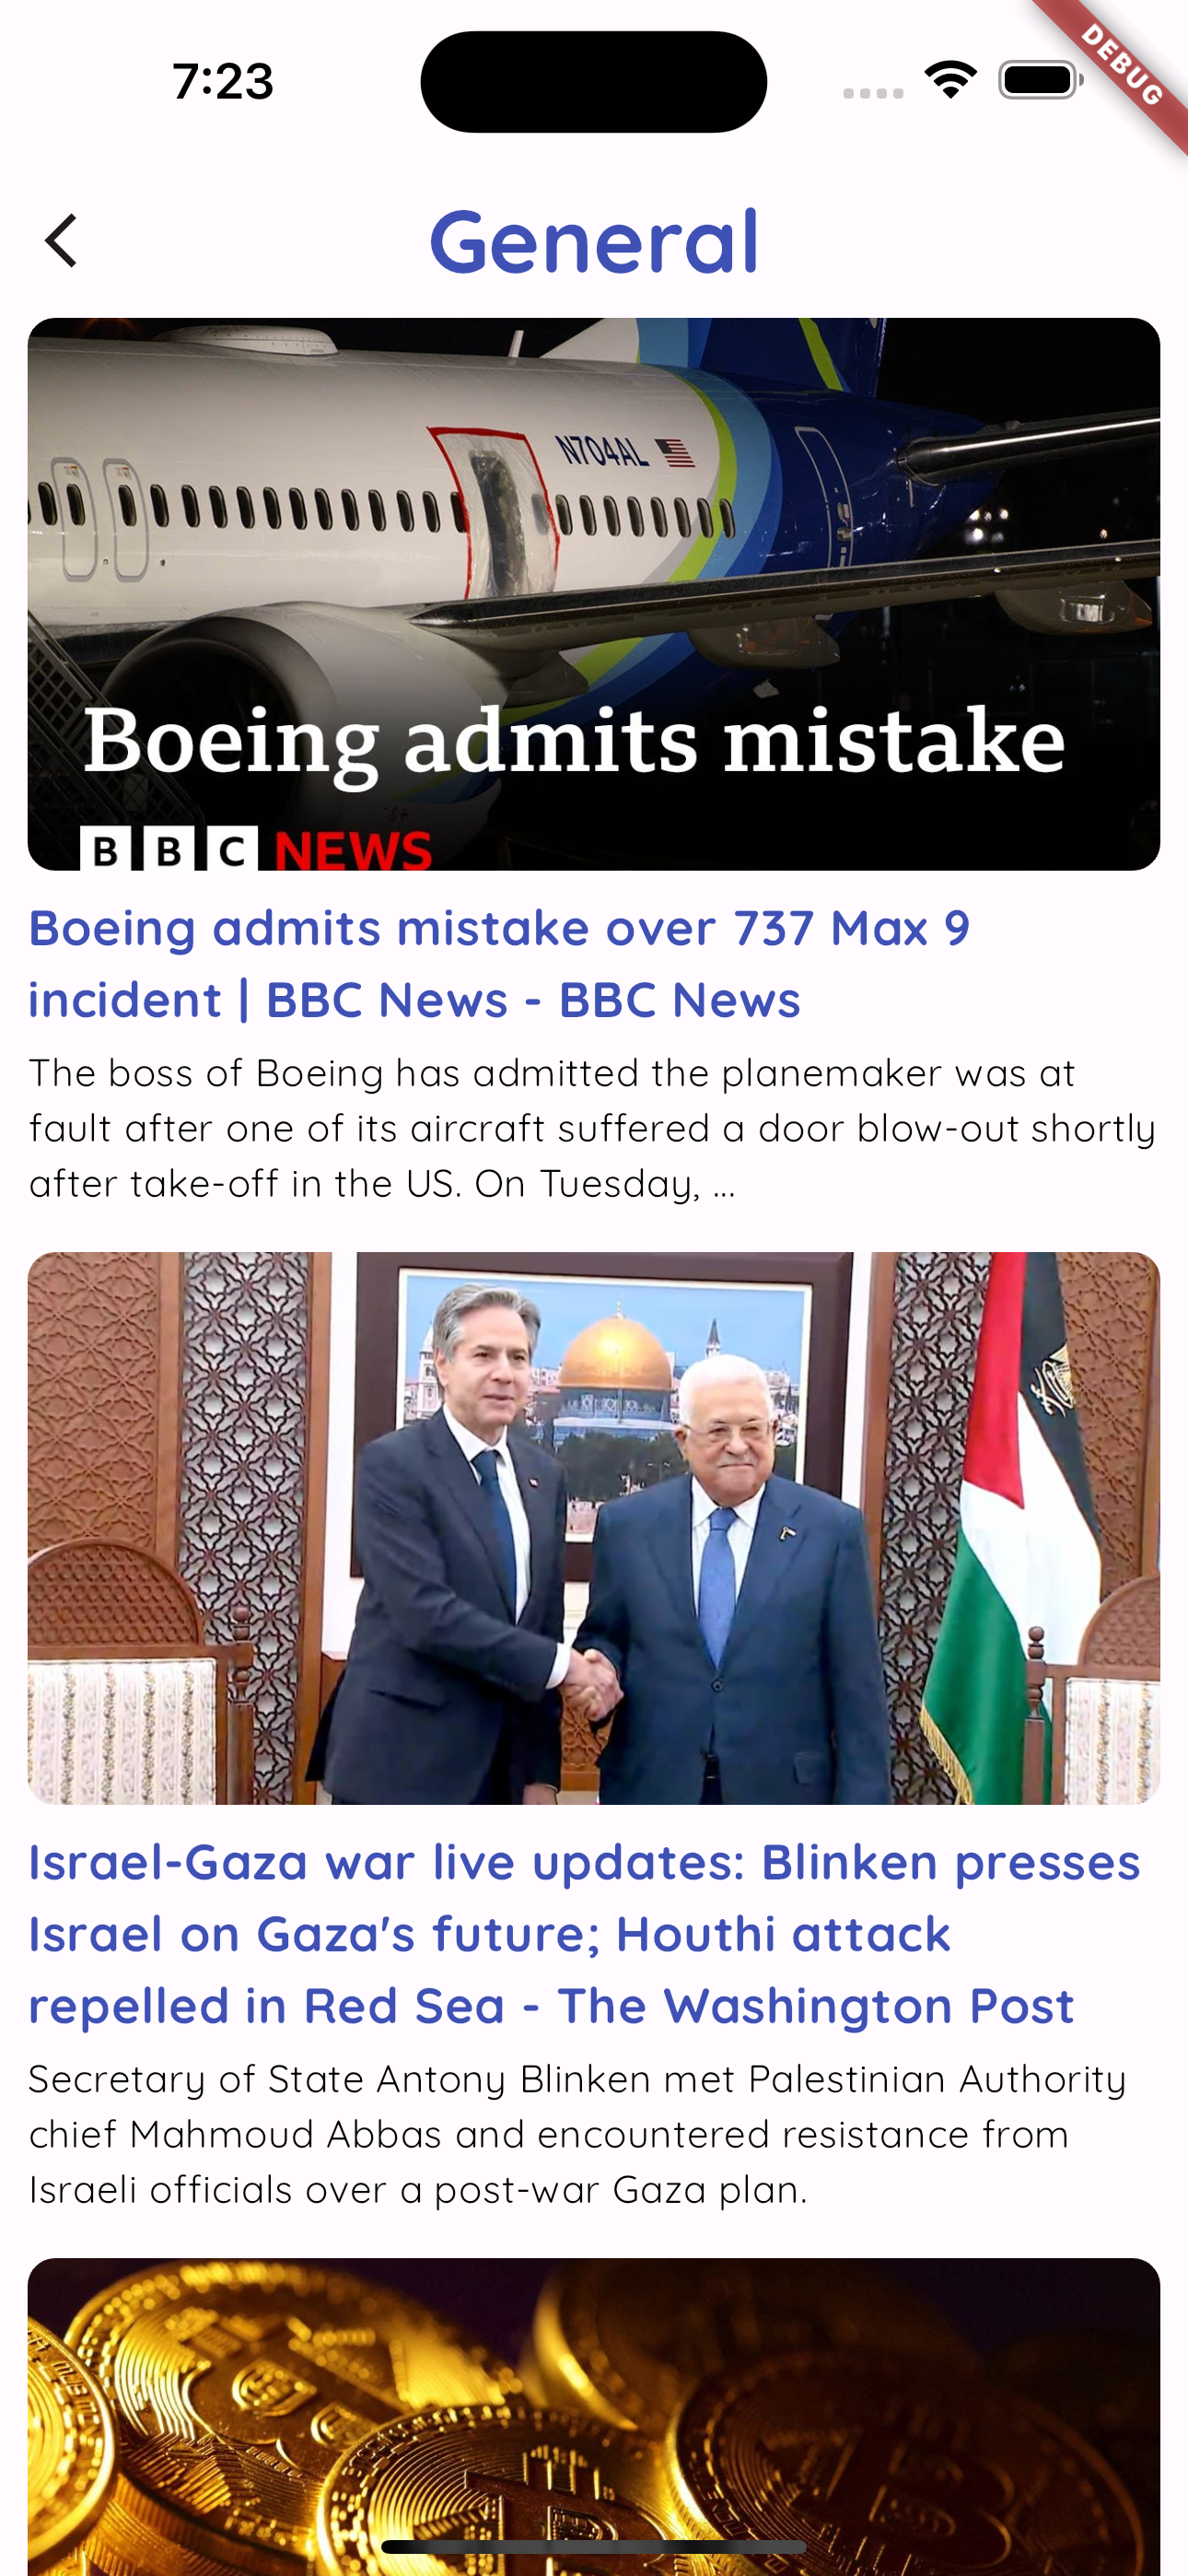 7:23
DEBUG
General
N704AL
Boeing admits mistake
BBC NEWS
Boeing admits mistake over 737 Max 9
incident | BBC News - BBC News
The boss of Boeing has admitted the planemaker was at
fault after one of its aircraft suffered a door blow-out shortly
after take-off in the US. On Tuesday, ...
Israel-Gaza war live updates: Blinken presses
Israel on Gaza's future; Houthi attack
repelled in Red Sea - The Washington Post
Secretary of State Antony Blinken met Palestinian Authority
chief Mahmoud Abbas and encountered resistance from
Israeli officials over a post-war Gaza plan.